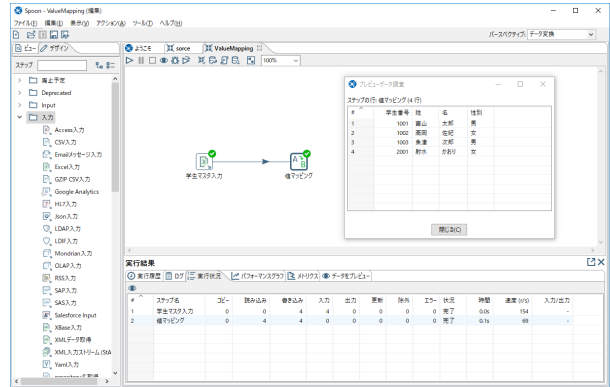 Spoon - ValueMapping (編集)
ファイル(F) 編集(E) 表示(V) アクション(A) ツール(T) ヘルプ(H)
パースペクティブ: データ変換
ビュー デザイン
ようこそ sorce ValueMapping
ステップ
100%
廃止予定
Deprecated
Input
入力
Access入力
CSV入力
Emailメッセージ入力
Excel入力
GZIP CSV入力
Google Analytics
HL7入力
Json入力
LDAP入力
LDIF入力
Mondrian入力
OLAP入力
RSS入力
SAP入力
SAS入力
Salesforce Input
XBase入力
XMLデータ取得
XML入力ストリーム (StA
Yaml入力
学生マスタ入力
値マッピング
プレビューデータ調査
ステップの行: 値マッピング (4 行)
# 学生番号 姓 名 性別
1 1001 富山 太郎 男
2 1002 高岡 佐紀 女
3 1003 魚津 次郎 男
4 2001 射水 かおり 女
閉じる(C)
実行結果
実行履歴 ログ 実行状況 パフォーマンスグラフ メトリクス データをプレビュー
# ステップ名 コピー 読み込み 書き込み 入力 出力 更新 除外 エラー 状況 時間 速度 (r/s) 入力/出力
1 学生マスタ入力 0 0 4 4 0 0 0 0 完了 0.0s 154 -
2 値マッピング 0 4 4 0 0 0 0 0 完了 0.1s 69 -